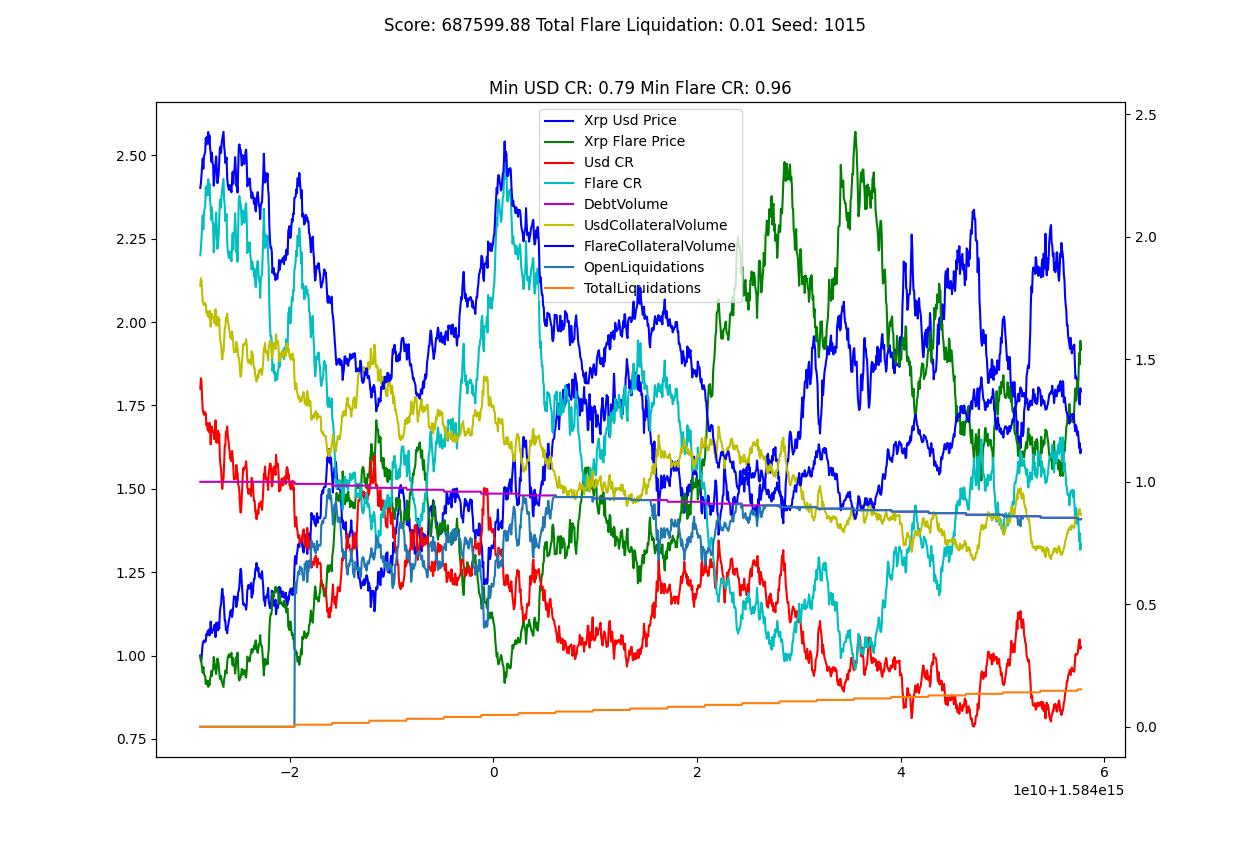 Score: 687599.88 Total Flare Liquidation: 0.01 Seed: 1015
Min USD CR: 0.79 Min Flare CR: 0.96
Xrp Usd Price
Xrp Flare Price
Usd CR
Flare CR
DebtVolume
UsdCollateralVolume
FlareCollateralVolume
OpenLiquidations
TotalLiquidations
2.50
2.25
2.00
1.75
1.50
1.25
1.00
0.75
2.5
2.0
1.5
1.0
0.5
0.0
−2 0 2 4 6
1e10+1.584e15